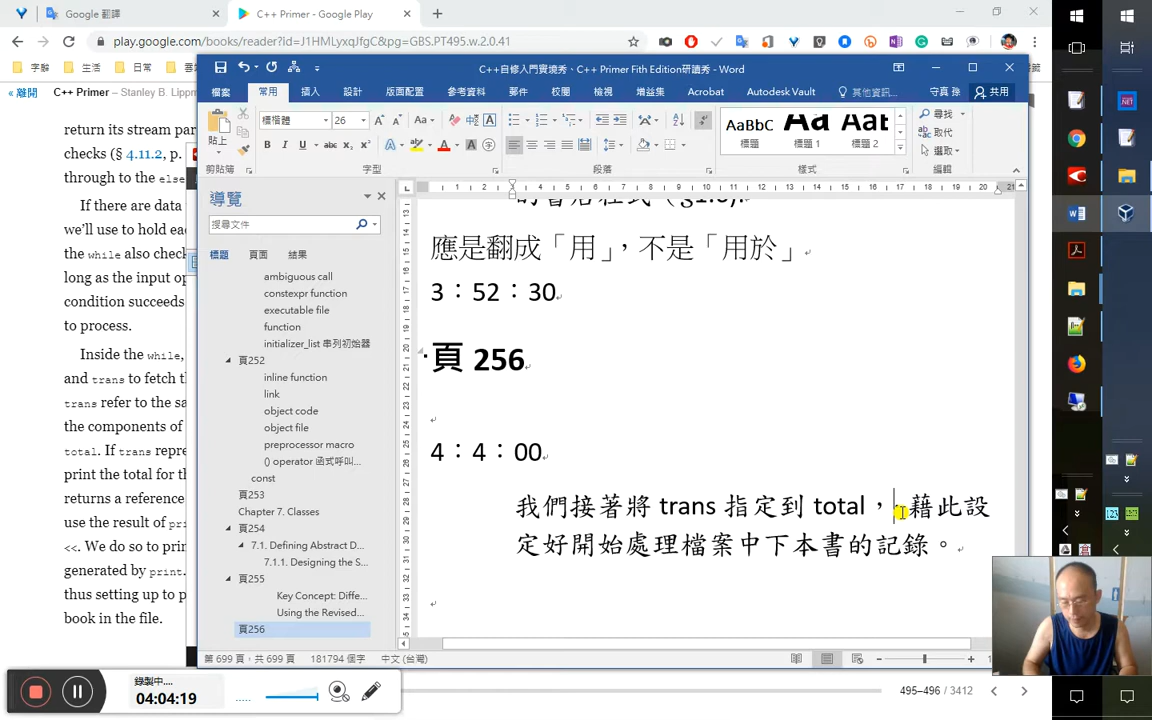 Google 翻譯
C++ Primer - Google Play
play.google.com/books/reader?id=J1HMLyxqJfgC&pg=GBS.PT495.w.2.0.41
字辭
生活
日常
« 離開
C++ Primer
– Stanley B. Lippm
return its stream par
checks (§ 4.11.2, p.
through to the else
If there are data
we'll use to hold eac
the while also check
long as the input op
condition succeeds
to process.
Inside the while,
and trans to fetch th
trans refer to the sa
the components of
total. If trans repre
print the total for th
returns a reference
the use of print's re
<<. We do so to prin
generated by print.
thus setting up to p
book in the file.
C++自修入門實境秀、C++ Primer Fifth Edition研讀秀 - Word
檔案
常用
插入
設計
版面配置
參考資料
郵件
校閱
檢視
增益集
Acrobat
Autodesk Vault
其他資訊...
守真 孫
共用
貼上
標楷體
26
AaBbC
Aa
AaE
標題
標題 1
標題 2
尋找
取代
選取
剪貼簿
字型
段落
樣式
編輯
導覽
搜尋文件
標題
頁面
結果
ambiguous call
constexpr function
executable file
function
initializer_list 串列初始器
頁252
inline function
link
object code
object file
preprocessor macro
() operator 函式呼叫...
const
頁253
Chapter 7. Classes
頁254
7.1. Defining Abstract D...
7.1.1. Designing the S...
頁255
Key Concept: Diffe...
Using the Revised...
頁256
應是翻成「用」，不是「用於」
3：52：30
頁 256
4：4：00
我們接著將 trans 指定到 total，藉此設
定好開始處理檔案中下本書的記錄。
第 699 頁，共 699 頁
181794 個字
中文 (台灣)
錄製中...
04:04:19
495–496 / 3412